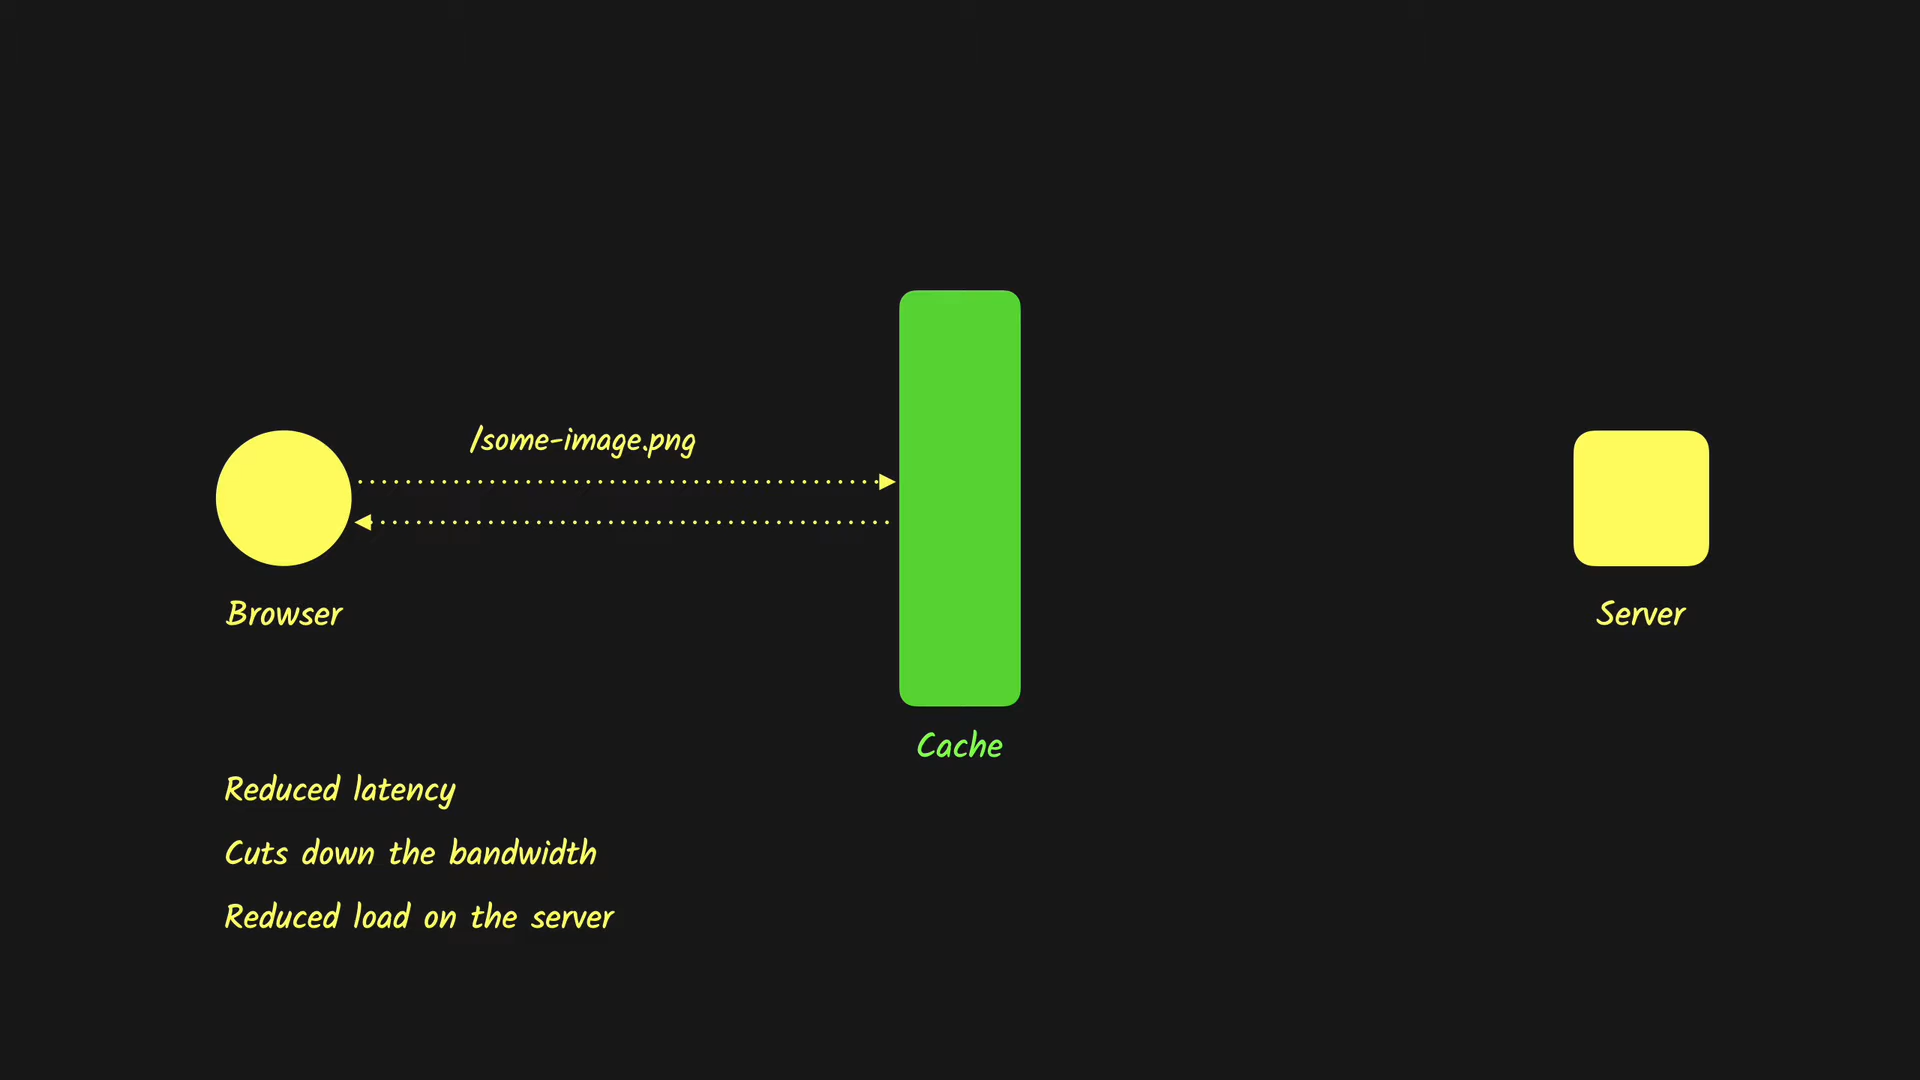 /some-image.png
Browser
Server
Cache
Reduced latency
Cuts down the bandwidth
Reduced load on the server